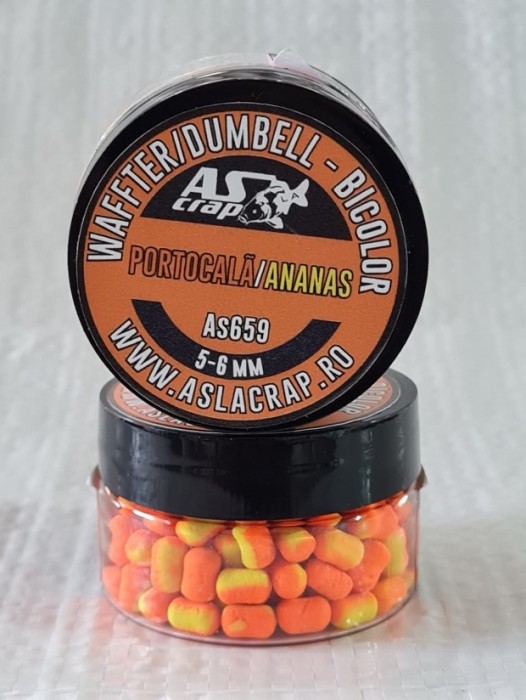 WAFFTER/DUMBELL - BICOLOR
AS
crap
PORTOCALĂ/ANANAS
AS659
5-6 MM
WWW.ASLACRAP.RO